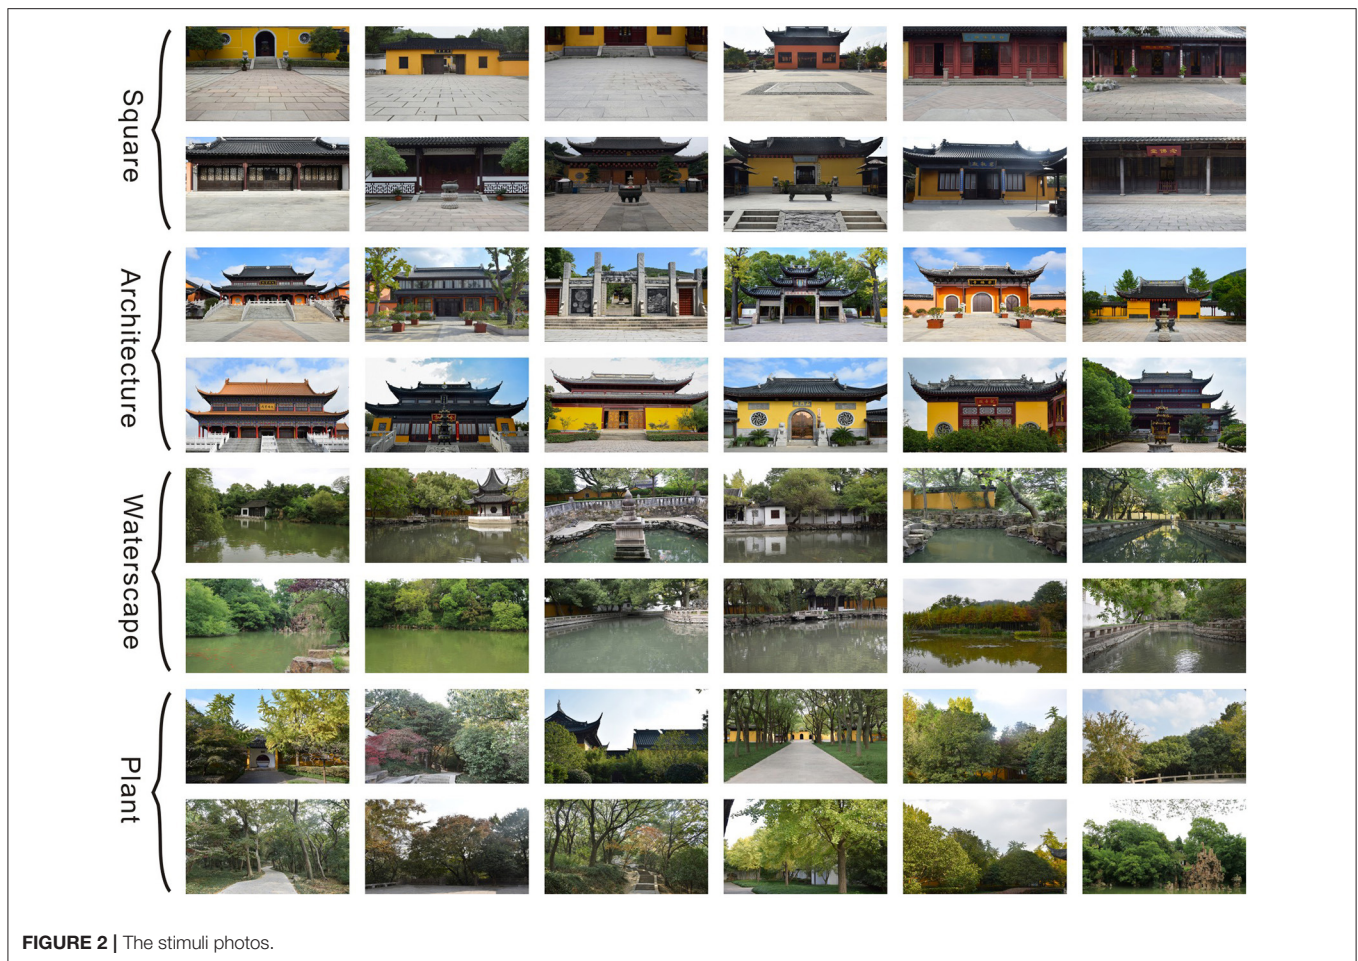 Square
Architecture
Waterscape
Plant
FIGURE 2 | The stimuli photos.